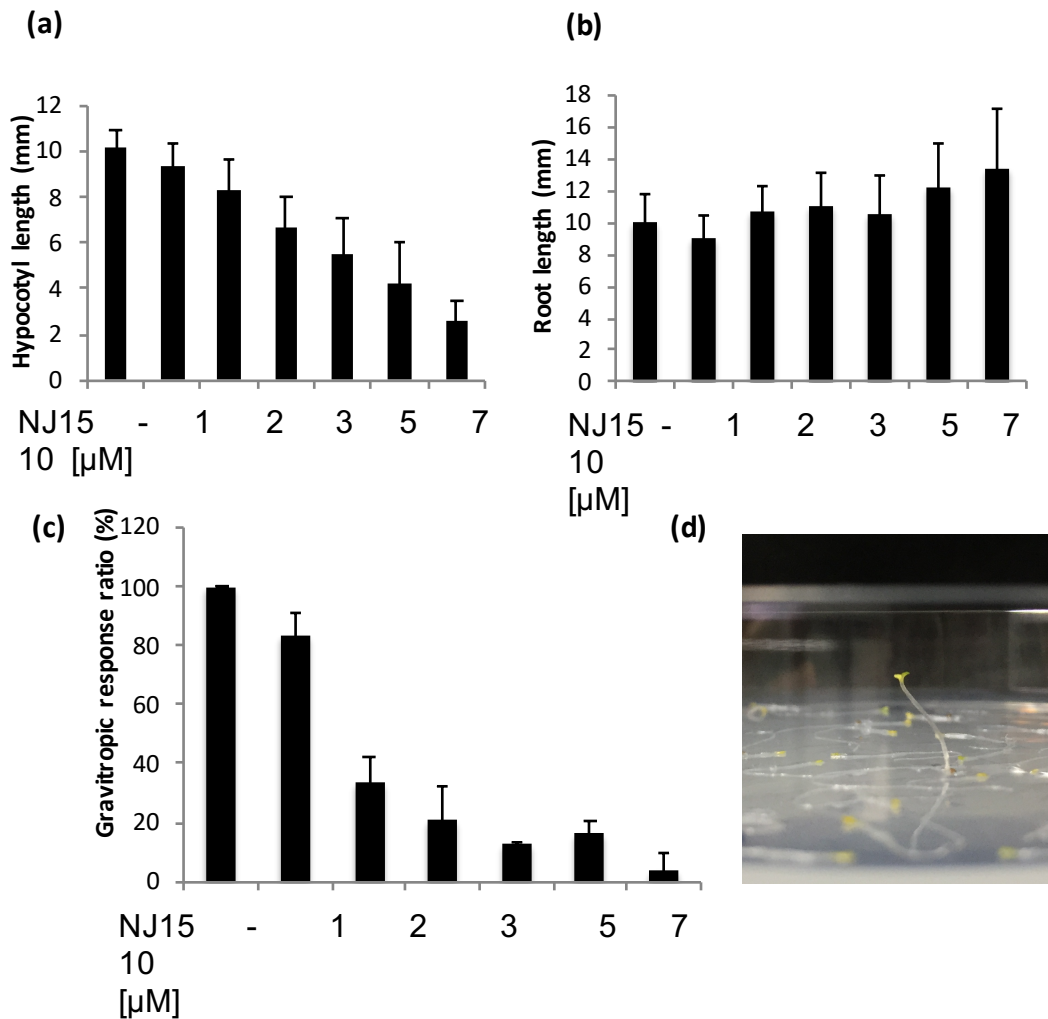 (a)
Hypocotyl length (mm)
12
10
8
6
4
2
0
NJ15 - 1 2 3 5 7
10 [µM]
(b)
Root length (mm)
18
16
14
12
10
8
6
4
2
0
NJ15 - 1 2 3 5 7
10
[µM]
(c)
Gravitropic response ratio (%)
120
100
80
60
40
20
0
NJ15 - 1 2 3 5 7
10
[µM]
(d)